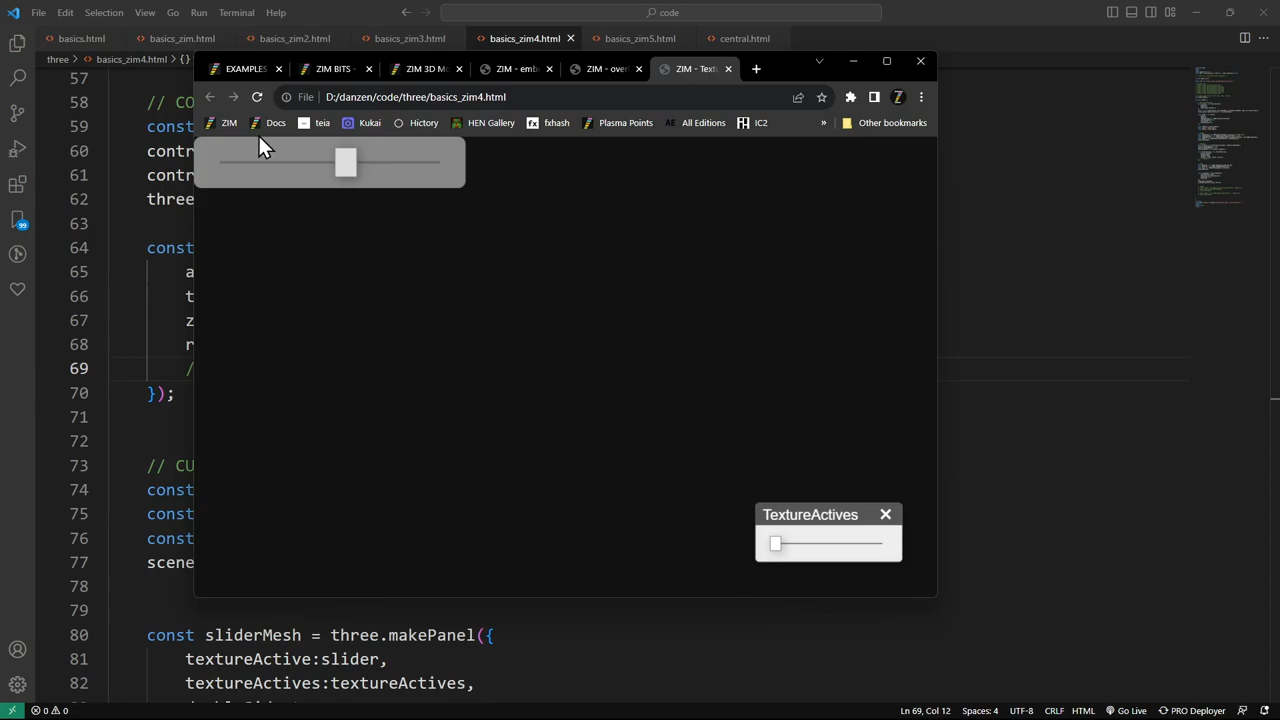 File Edit Selection View Go Run Terminal Help
code
basics.html basics_zim.html basics_zim2.html basics_zim3.html basics_zim4.html basics_zim5.html central.html
three > basics_zim4.html > {}
EXAMPLES ZIM BITS - ZIM 3D Mo ZIM - emb ZIM - over ZIM - Textu
File D:/danzen/code/three/basics_zim4.html
ZIM Docs teia Kukai Hictory HEN Gallery fxhash Plasma Points AE All Editions IC2 » Other bookmarks
57
58 // CO
59 const
60 contr
61 contr
62 three
63
64 const
65 a
66 t
67 z
68 r
69 /
70 });
71
72
73 // CU
74 const
75 const
76 const
77 scene
78
79
80 const sliderMesh = three.makePanel({
81 textureActive:slider,
82 textureActives:textureActives,
TextureActives
99
0 0 Ln 69, Col 12 Spaces: 4 UTF-8 CRLF HTML Go Live PRO Deployer